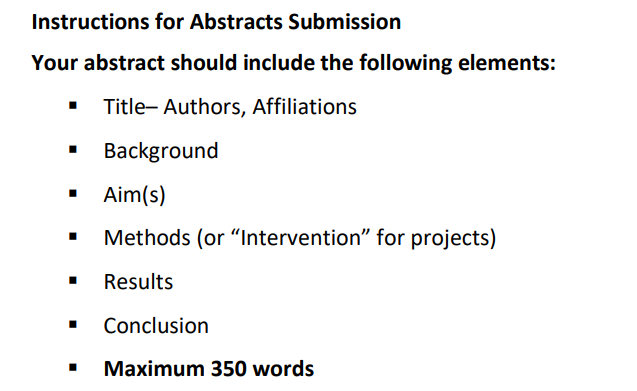 Instructions for Abstracts Submission
Your abstract should include the following elements:
▪ Title– Authors, Affiliations
▪ Background
▪ Aim(s)
▪ Methods (or “Intervention” for projects)
▪ Results
▪ Conclusion
▪ Maximum 350 words